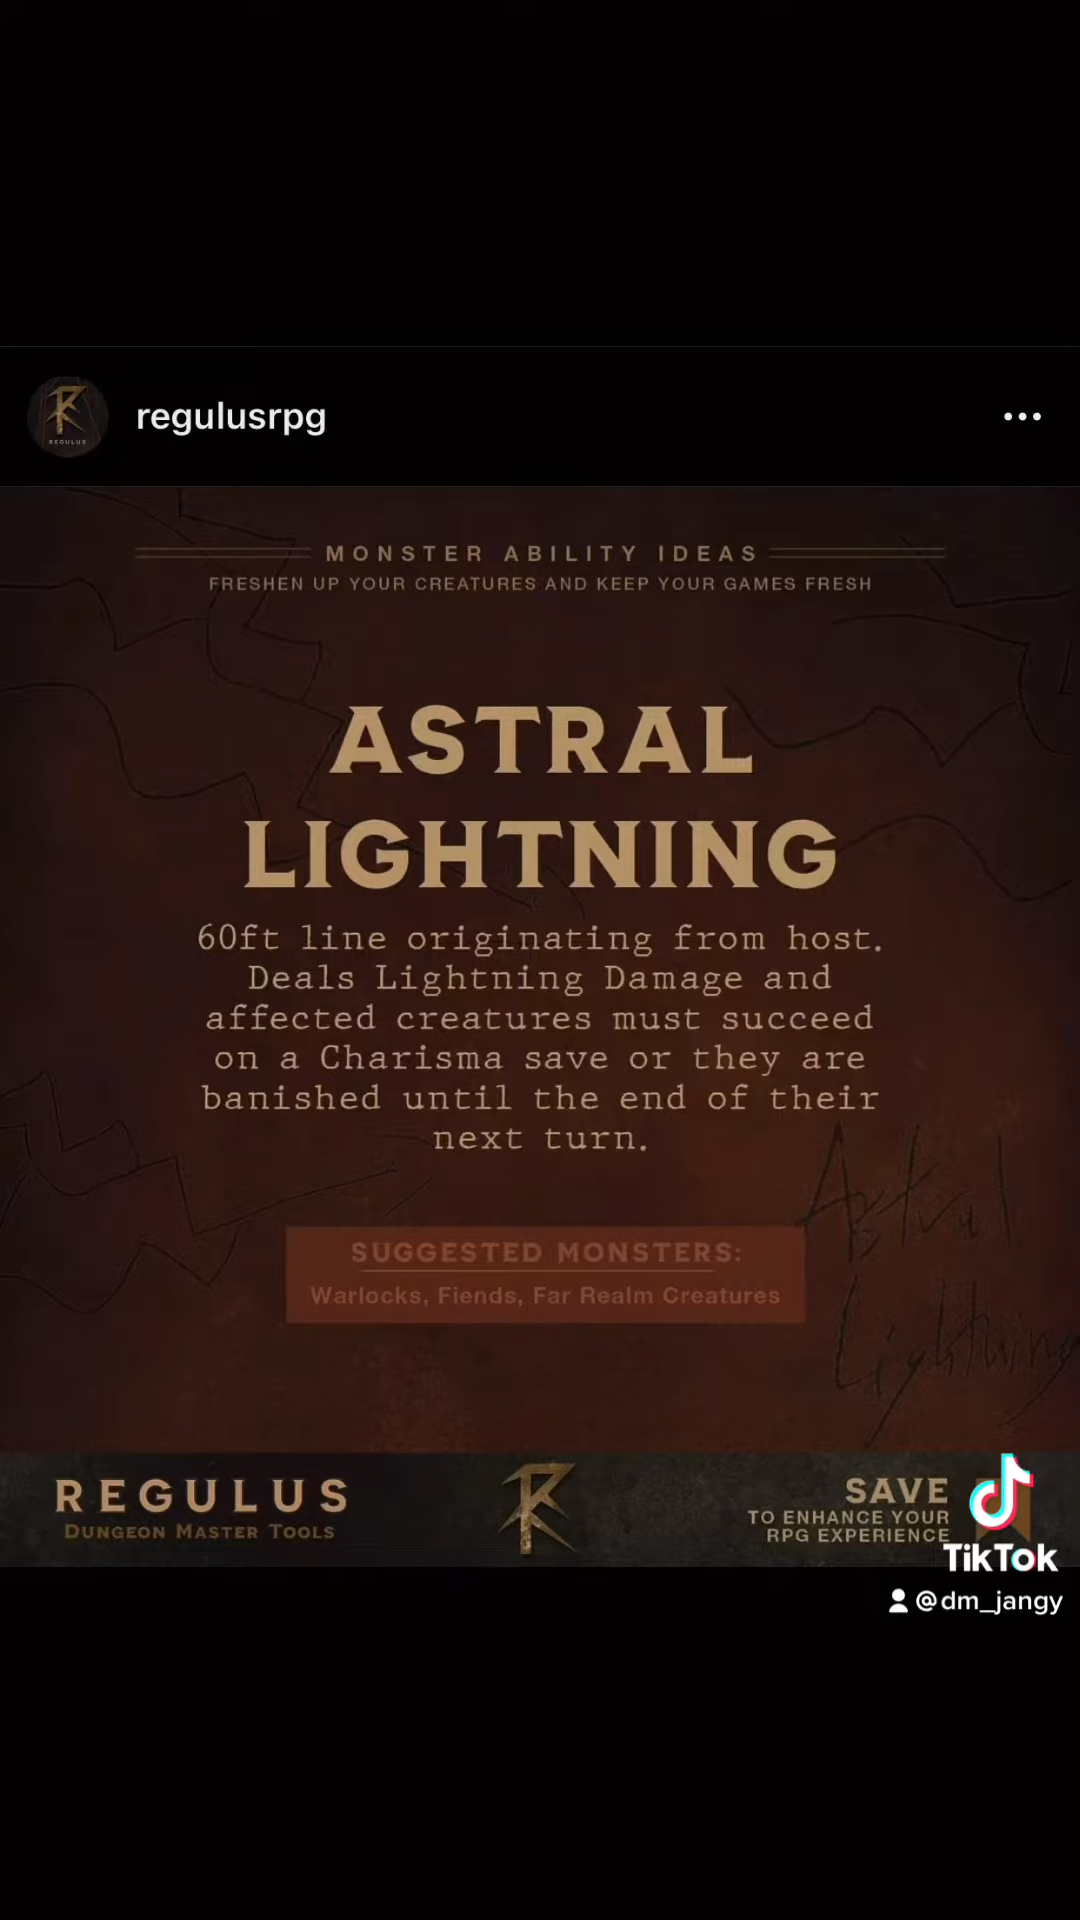 REGULUS
regulusrpg
MONSTER ABILITY IDEAS
FRESHEN UP YOUR CREATURES AND KEEP YOUR GAMES FRESH
ASTRAL
LIGHTNING
60ft line originating from host.
Deals Lightning Damage and
affected creatures must succeed
on a Charisma save or they are
banished until the end of their
next turn.
Astral
Lightning
SUGGESTED MONSTERS:
Warlocks, Fiends, Far Realm Creatures
REGULUS
DUNGEON MASTER TOOLS
SAVE
TO ENHANCE YOUR
RPG EXPERIENCE
TikTok
@dm_jangy